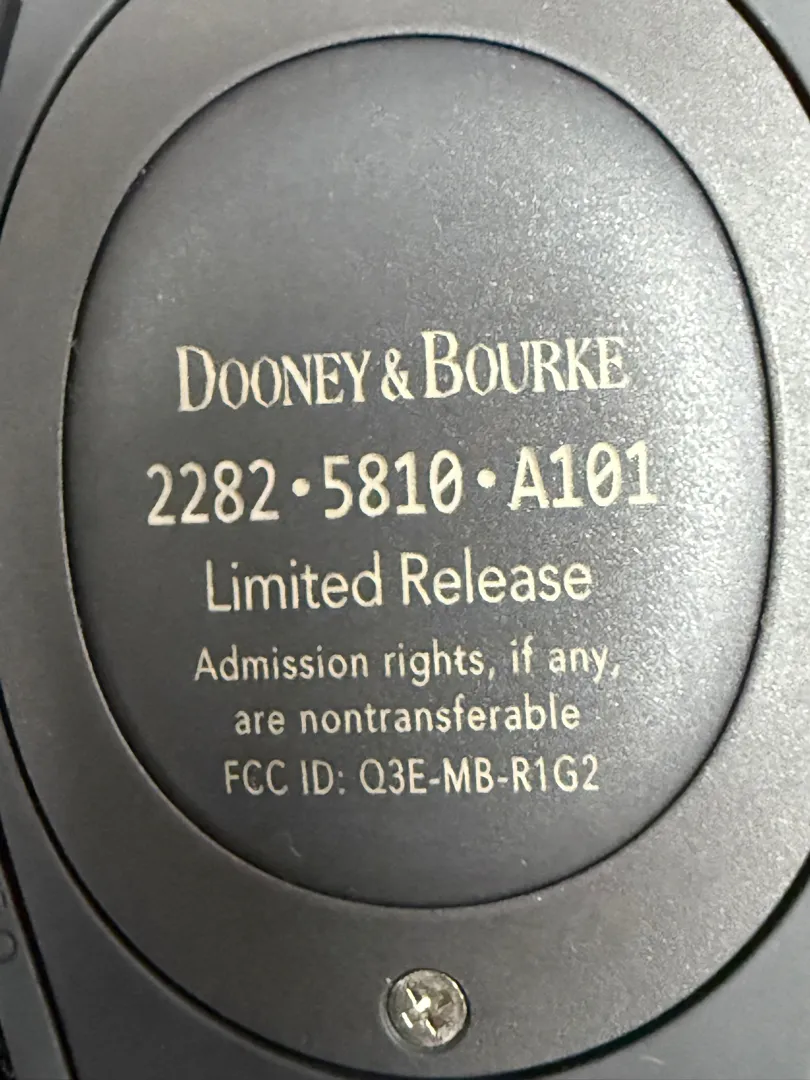 DOONEY & BOURKE
2282•5810•A101
Limited Release
Admission rights, if any,
are nontransferable
FCC ID: Q3E-MB-R1G2